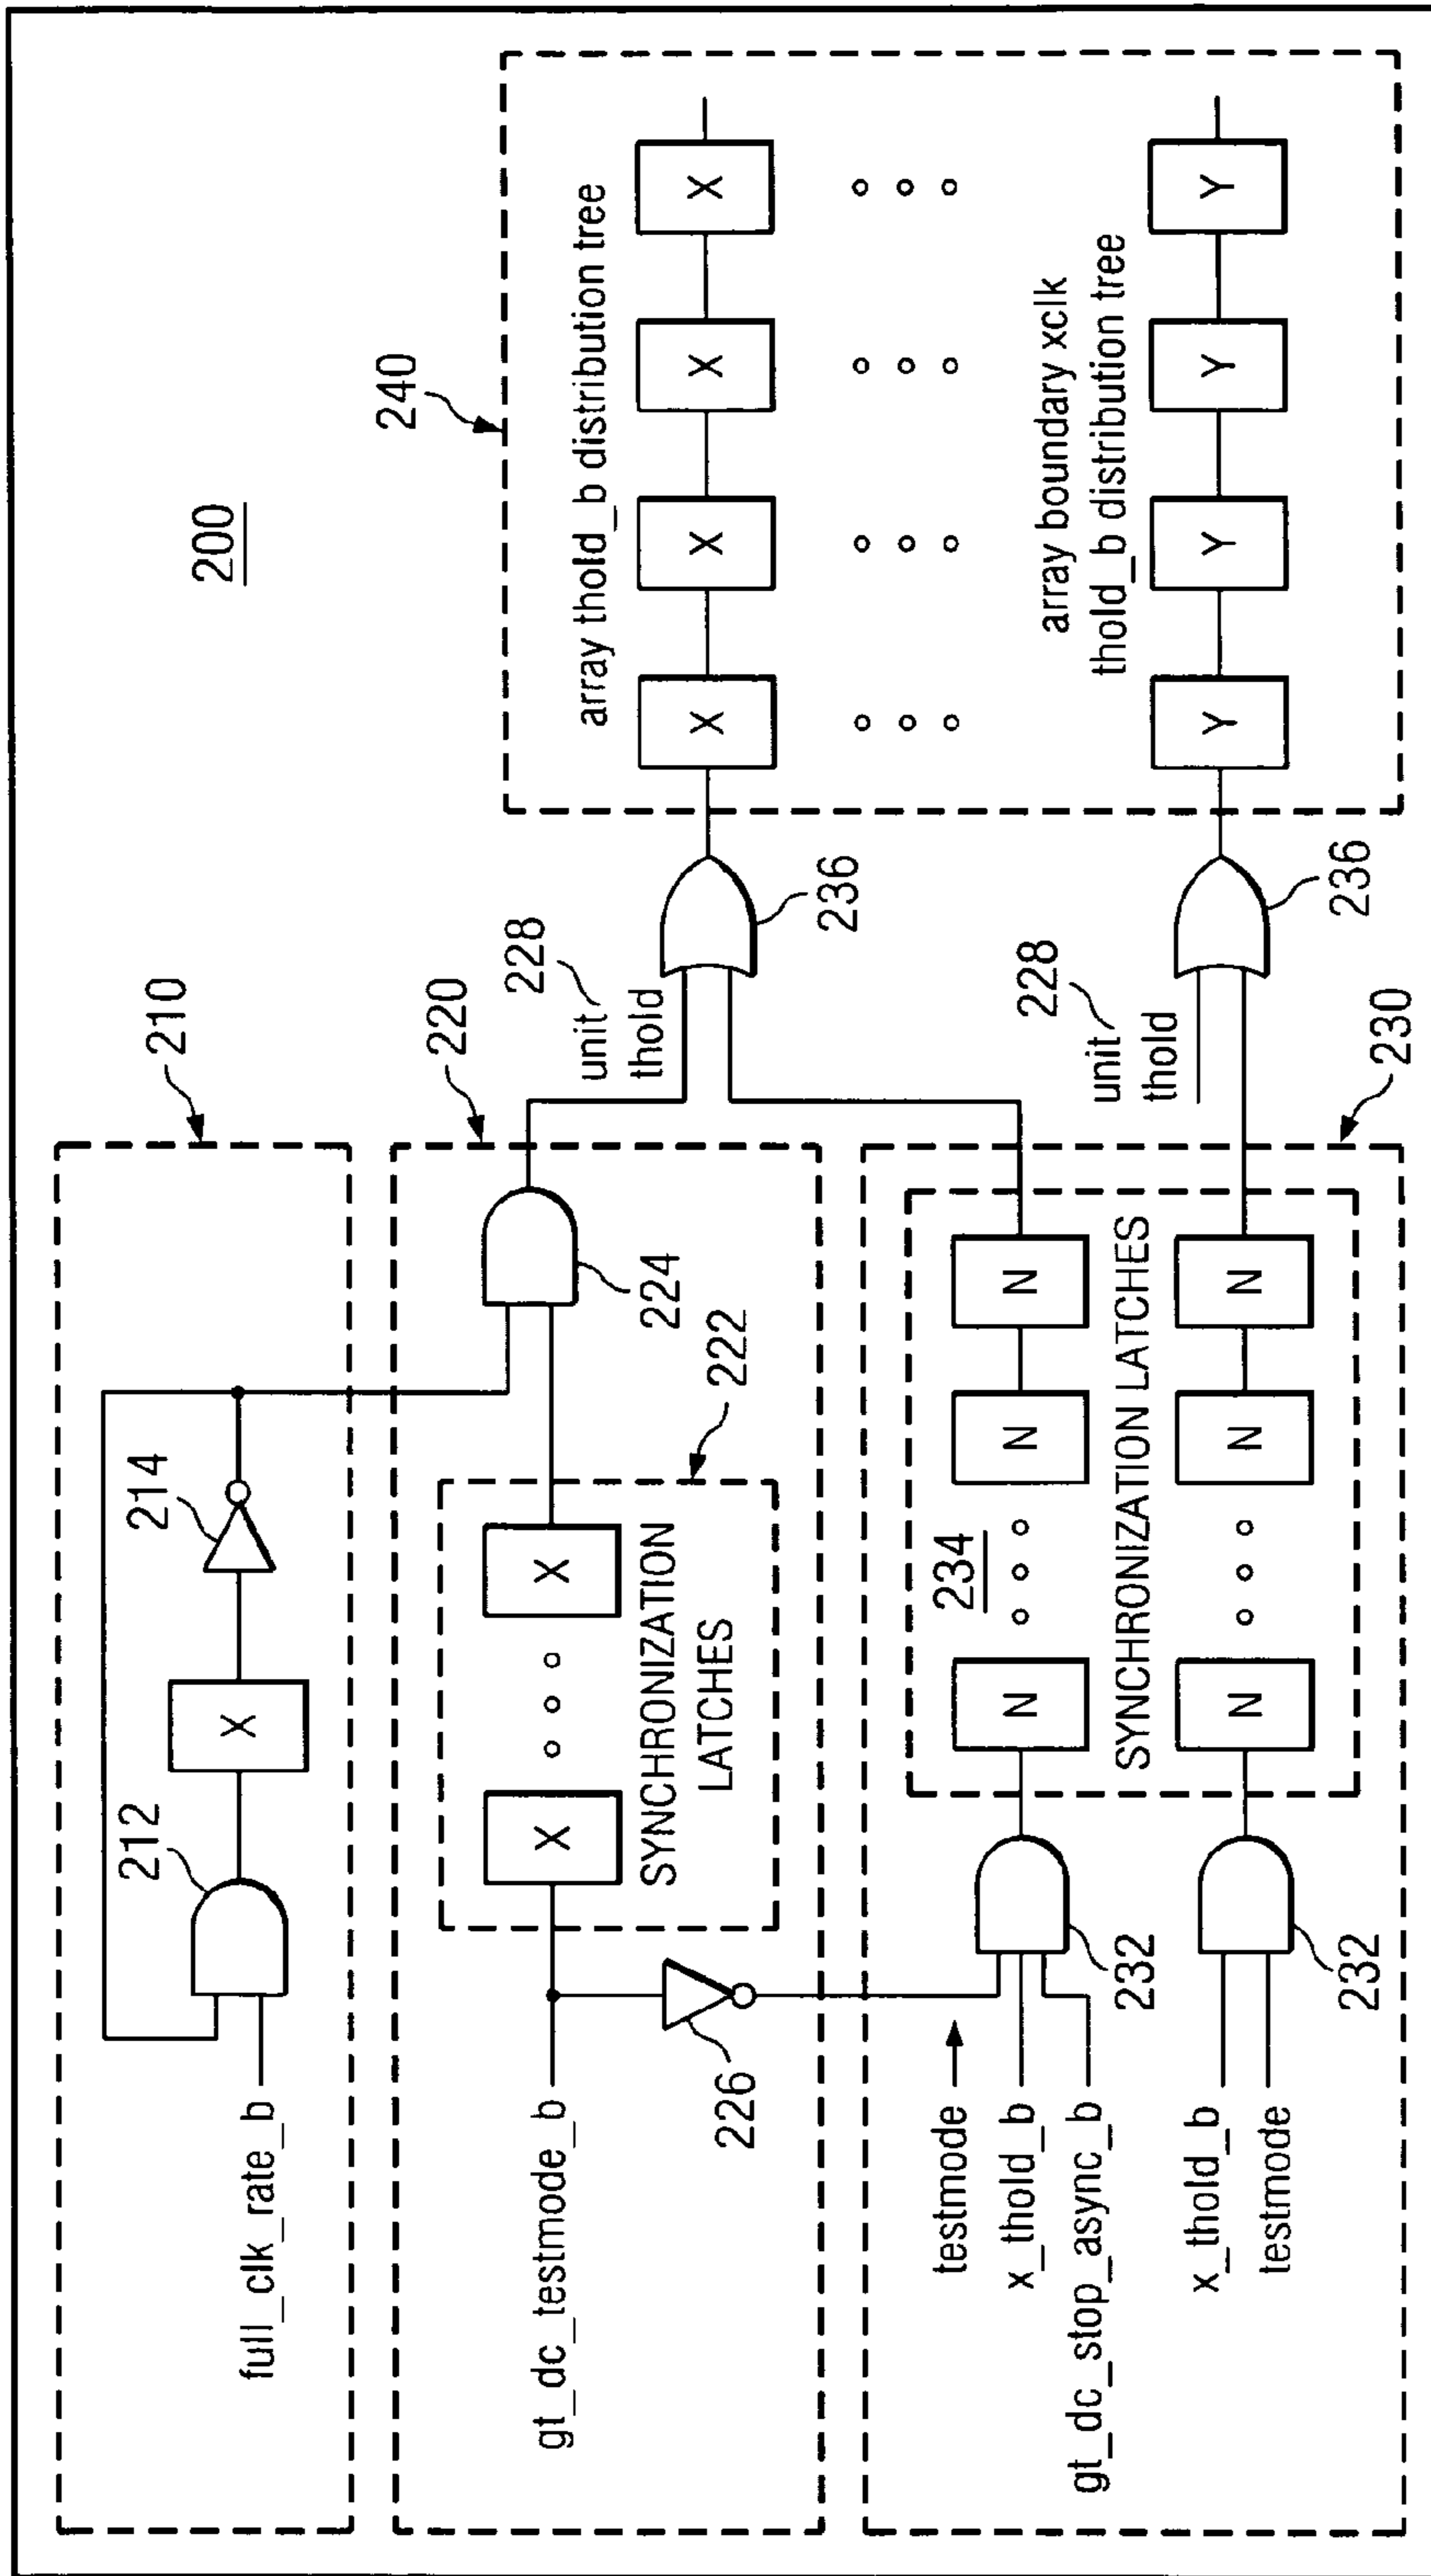 200
210
212
214
X
full_clk_rate_b
220
222
224
226
X
X
SYNCHRONIZATION
LATCHES
gt_dc_testmode_b
unit
thold
228
236
230
232
234
N
N
N
SYNCHRONIZATION LATCHES
N
N
N
232
testmode
x_thold_b
gt_dc_stop_async_b
x_thold_b
testmode
unit
thold
228
236
240
array thold_b distribution tree
X
X
X
X
array boundary xclk
thold_b distribution tree
Y
Y
Y
Y